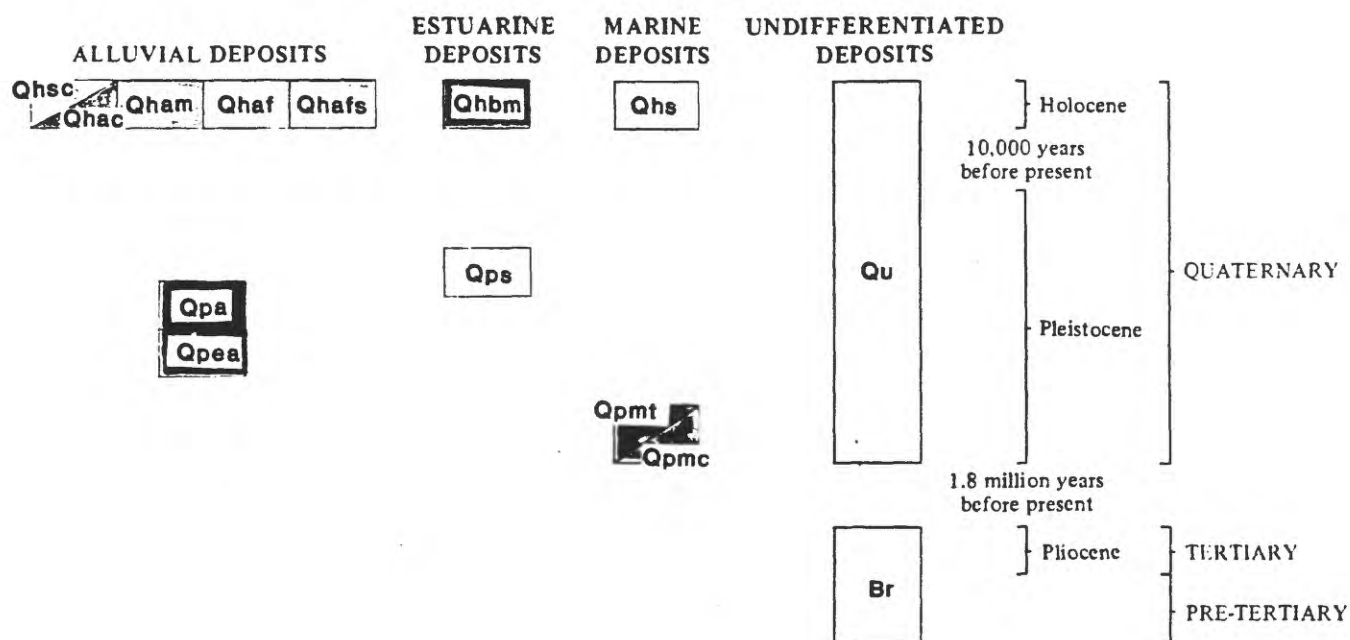 ALLUVIAL DEPOSITS
ESTUARINE
DEPOSITS
MARINE
DEPOSITS
UNDIFFERENTIATED
DEPOSITS
Qhsc
Qhac
Qham
Qhaf
Qhafs
Qhbm
Qhs
Holocene
10,000 years
before present
Qps
Qu
QUATERNARY
Qpa
Pleistocene
Qpea
Qpmt
Qpmc
1.8 million years
before present
Pliocene
TERTIARY
Br
PRE-TERTIARY